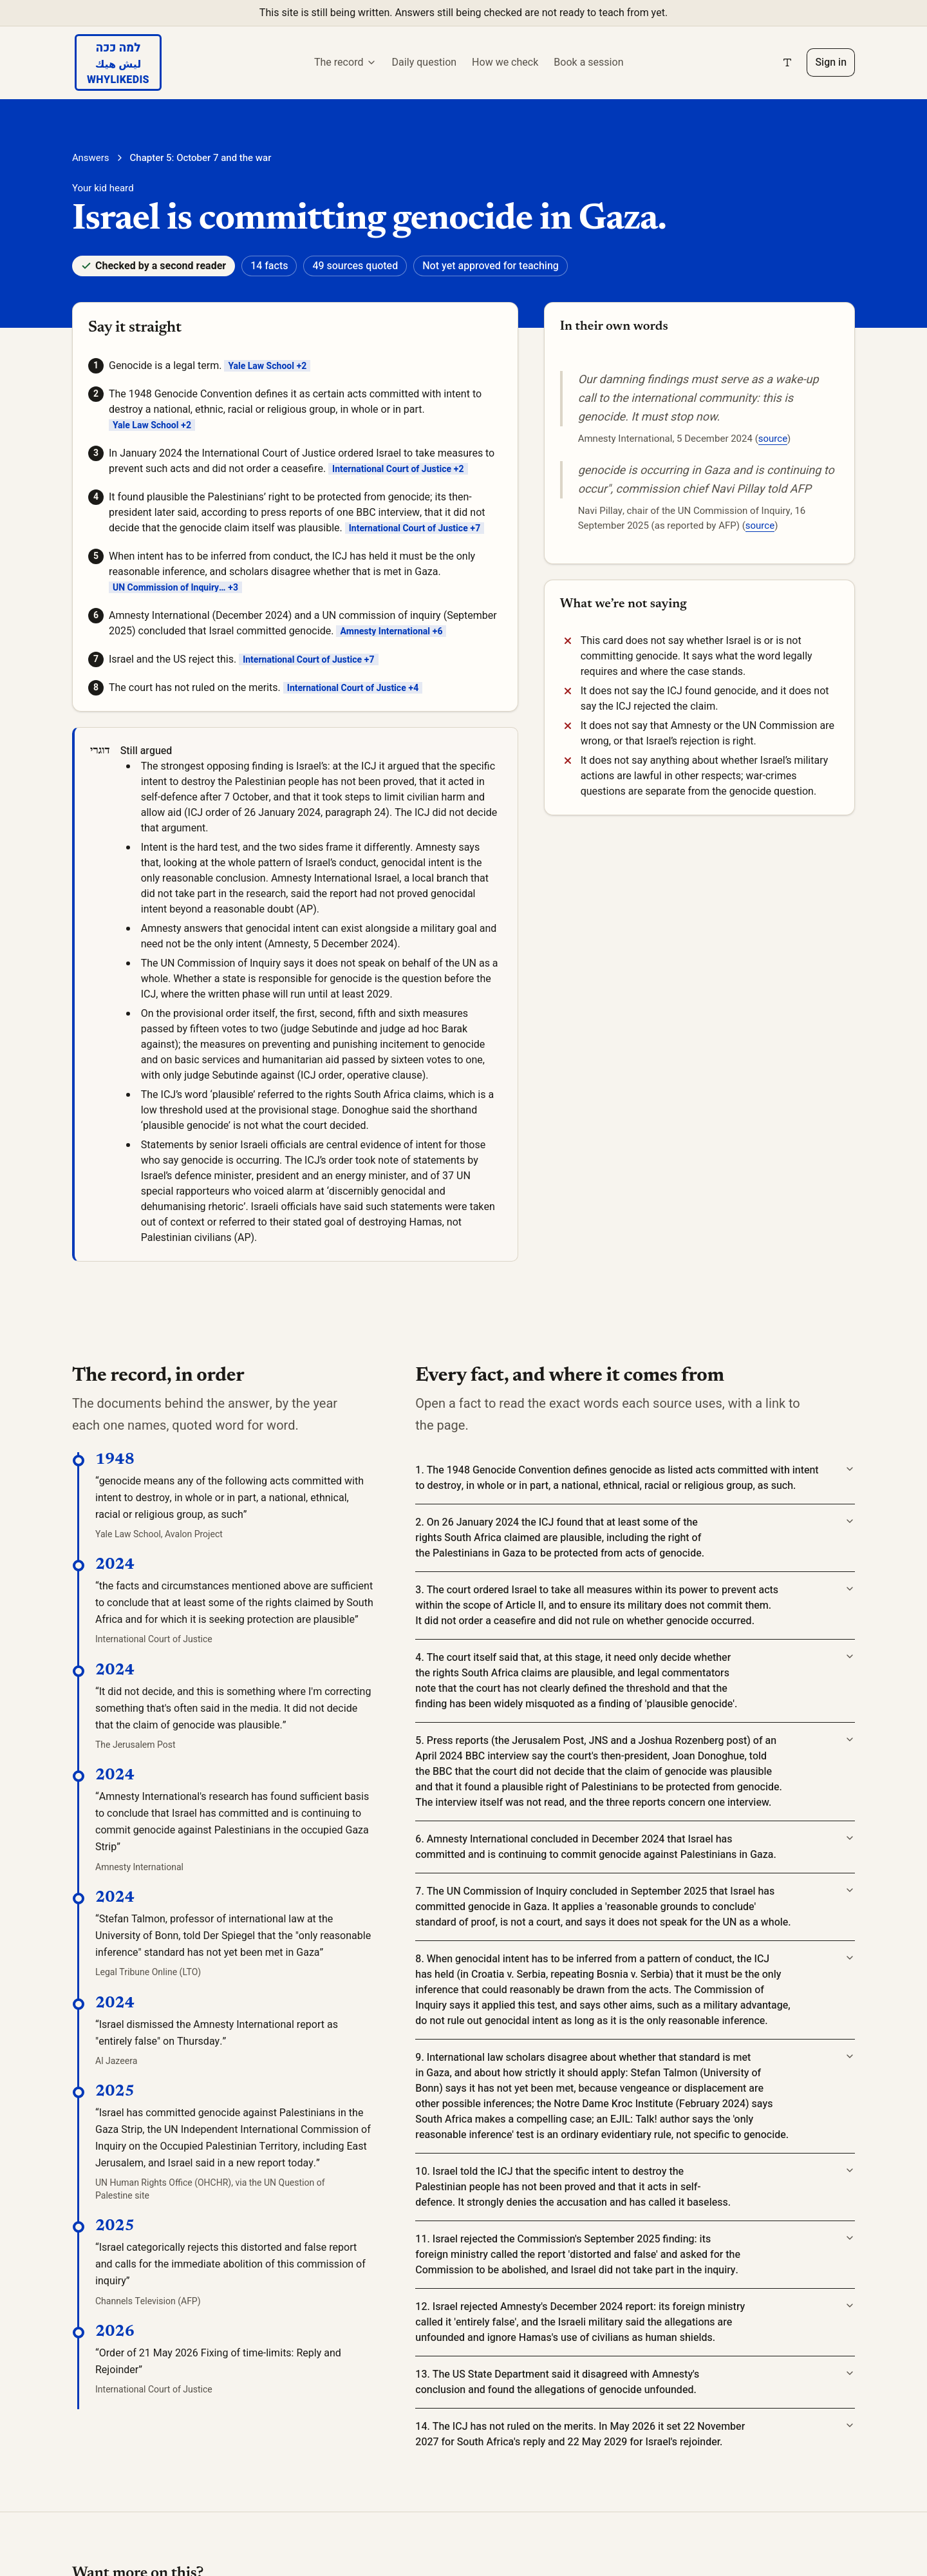 This site is still being written. Answers still being checked are not ready to teach from yet.
למה ככה
ليش هيك
WHYLIKEDIS
The record
Daily question
How we check
Book a session
T
Sign in
Answers
Chapter 5: October 7 and the war
Your kid heard
Israel is committing genocide in Gaza.
Checked by a second reader
14 facts
49 sources quoted
Not yet approved for teaching
Say it straight
1 Genocide is a legal term. Yale Law School +2
2 The 1948 Genocide Convention defines it as certain acts committed with intent to
destroy a national, ethnic, racial or religious group, in whole or in part.
Yale Law School +2
3 In January 2024 the International Court of Justice ordered Israel to take measures to
prevent such acts and did not order a ceasefire. International Court of Justice +2
4 It found plausible the Palestinians’ right to be protected from genocide; its then-
president later said, according to press reports of one BBC interview, that it did not
decide that the genocide claim itself was plausible. International Court of Justice +7
5 When intent has to be inferred from conduct, the ICJ has held it must be the only
reasonable inference, and scholars disagree whether that is met in Gaza.
UN Commission of Inquiry… +3
6 Amnesty International (December 2024) and a UN commission of inquiry (September
2025) concluded that Israel committed genocide. Amnesty International +6
7 Israel and the US reject this. International Court of Justice +7
8 The court has not ruled on the merits. International Court of Justice +4
דוגרי Still argued
• The strongest opposing finding is Israel’s: at the ICJ it argued that the specific
intent to destroy the Palestinian people has not been proved, that it acted in
self-defence after 7 October, and that it took steps to limit civilian harm and
allow aid (ICJ order of 26 January 2024, paragraph 24). The ICJ did not decide
that argument.
• Intent is the hard test, and the two sides frame it differently. Amnesty says
that, looking at the whole pattern of Israel’s conduct, genocidal intent is the
only reasonable conclusion. Amnesty International Israel, a local branch that
did not take part in the research, said the report had not proved genocidal
intent beyond a reasonable doubt (AP).
• Amnesty answers that genocidal intent can exist alongside a military goal and
need not be the only intent (Amnesty, 5 December 2024).
• The UN Commission of Inquiry says it does not speak on behalf of the UN as a
whole. Whether a state is responsible for genocide is the question before the
ICJ, where the written phase will run until at least 2029.
• On the provisional order itself, the first, second, fifth and sixth measures
passed by fifteen votes to two (judge Sebutinde and judge ad hoc Barak
against); the measures on preventing and punishing incitement to genocide
and on basic services and humanitarian aid passed by sixteen votes to one,
with only judge Sebutinde against (ICJ order, operative clause).
• The ICJ’s word ‘plausible’ referred to the rights South Africa claims, which is a
low threshold used at the provisional stage. Donoghue said the shorthand
‘plausible genocide’ is not what the court decided.
• Statements by senior Israeli officials are central evidence of intent for those
who say genocide is occurring. The ICJ’s order took note of statements by
Israel’s defence minister, president and an energy minister, and of 37 UN
special rapporteurs who voiced alarm at ‘discernibly genocidal and
dehumanising rhetoric’. Israeli officials have said such statements were taken
out of context or referred to their stated goal of destroying Hamas, not
Palestinian civilians (AP).
In their own words
Our damning findings must serve as a wake-up
call to the international community: this is
genocide. It must stop now.
Amnesty International, 5 December 2024 (source)
genocide is occurring in Gaza and is continuing to
occur", commission chief Navi Pillay told AFP
Navi Pillay, chair of the UN Commission of Inquiry, 16
September 2025 (as reported by AFP) (source)
What we’re not saying
This card does not say whether Israel is or is not
committing genocide. It says what the word legally
requires and where the case stands.
It does not say the ICJ found genocide, and it does not
say the ICJ rejected the claim.
It does not say that Amnesty or the UN Commission are
wrong, or that Israel’s rejection is right.
It does not say anything about whether Israel’s military
actions are lawful in other respects; war-crimes
questions are separate from the genocide question.
The record, in order
The documents behind the answer, by the year
each one names, quoted word for word.
1948
“genocide means any of the following acts committed with
intent to destroy, in whole or in part, a national, ethnical,
racial or religious group, as such”
Yale Law School, Avalon Project
2024
“the facts and circumstances mentioned above are sufficient
to conclude that at least some of the rights claimed by South
Africa and for which it is seeking protection are plausible”
International Court of Justice
2024
“It did not decide, and this is something where I'm correcting
something that's often said in the media. It did not decide
that the claim of genocide was plausible.”
The Jerusalem Post
2024
“Amnesty International's research has found sufficient basis
to conclude that Israel has committed and is continuing to
commit genocide against Palestinians in the occupied Gaza
Strip”
Amnesty International
2024
“Stefan Talmon, professor of international law at the
University of Bonn, told Der Spiegel that the "only reasonable
inference" standard has not yet been met in Gaza”
Legal Tribune Online (LTO)
2024
“Israel dismissed the Amnesty International report as
"entirely false" on Thursday.”
Al Jazeera
2025
“Israel has committed genocide against Palestinians in the
Gaza Strip, the UN Independent International Commission of
Inquiry on the Occupied Palestinian Territory, including East
Jerusalem, and Israel said in a new report today.”
UN Human Rights Office (OHCHR), via the UN Question of
Palestine site
2025
“Israel categorically rejects this distorted and false report
and calls for the immediate abolition of this commission of
inquiry”
Channels Television (AFP)
2026
“Order of 21 May 2026 Fixing of time-limits: Reply and
Rejoinder”
International Court of Justice
Every fact, and where it comes from
Open a fact to read the exact words each source uses, with a link to
the page.
1. The 1948 Genocide Convention defines genocide as listed acts committed with intent
to destroy, in whole or in part, a national, ethnical, racial or religious group, as such.
2. On 26 January 2024 the ICJ found that at least some of the
rights South Africa claimed are plausible, including the right of
the Palestinians in Gaza to be protected from acts of genocide.
3. The court ordered Israel to take all measures within its power to prevent acts
within the scope of Article II, and to ensure its military does not commit them.
It did not order a ceasefire and did not rule on whether genocide occurred.
4. The court itself said that, at this stage, it need only decide whether
the rights South Africa claims are plausible, and legal commentators
note that the court has not clearly defined the threshold and that the
finding has been widely misquoted as a finding of 'plausible genocide'.
5. Press reports (the Jerusalem Post, JNS and a Joshua Rozenberg post) of an
April 2024 BBC interview say the court's then-president, Joan Donoghue, told
the BBC that the court did not decide that the claim of genocide was plausible
and that it found a plausible right of Palestinians to be protected from genocide.
The interview itself was not read, and the three reports concern one interview.
6. Amnesty International concluded in December 2024 that Israel has
committed and is continuing to commit genocide against Palestinians in Gaza.
7. The UN Commission of Inquiry concluded in September 2025 that Israel has
committed genocide in Gaza. It applies a 'reasonable grounds to conclude'
standard of proof, is not a court, and says it does not speak for the UN as a whole.
8. When genocidal intent has to be inferred from a pattern of conduct, the ICJ
has held (in Croatia v. Serbia, repeating Bosnia v. Serbia) that it must be the only
inference that could reasonably be drawn from the acts. The Commission of
Inquiry says it applied this test, and says other aims, such as a military advantage,
do not rule out genocidal intent as long as it is the only reasonable inference.
9. International law scholars disagree about whether that standard is met
in Gaza, and about how strictly it should apply: Stefan Talmon (University of
Bonn) says it has not yet been met, because vengeance or displacement are
other possible inferences; the Notre Dame Kroc Institute (February 2024) says
South Africa makes a compelling case; an EJIL: Talk! author says the 'only
reasonable inference' test is an ordinary evidentiary rule, not specific to genocide.
10. Israel told the ICJ that the specific intent to destroy the
Palestinian people has not been proved and that it acts in self-
defence. It strongly denies the accusation and has called it baseless.
11. Israel rejected the Commission's September 2025 finding: its
foreign ministry called the report 'distorted and false' and asked for the
Commission to be abolished, and Israel did not take part in the inquiry.
12. Israel rejected Amnesty's December 2024 report: its foreign ministry
called it 'entirely false', and the Israeli military said the allegations are
unfounded and ignore Hamas's use of civilians as human shields.
13. The US State Department said it disagreed with Amnesty's
conclusion and found the allegations of genocide unfounded.
14. The ICJ has not ruled on the merits. In May 2026 it set 22 November
2027 for South Africa's reply and 22 May 2029 for Israel's rejoinder.
Want more on this?